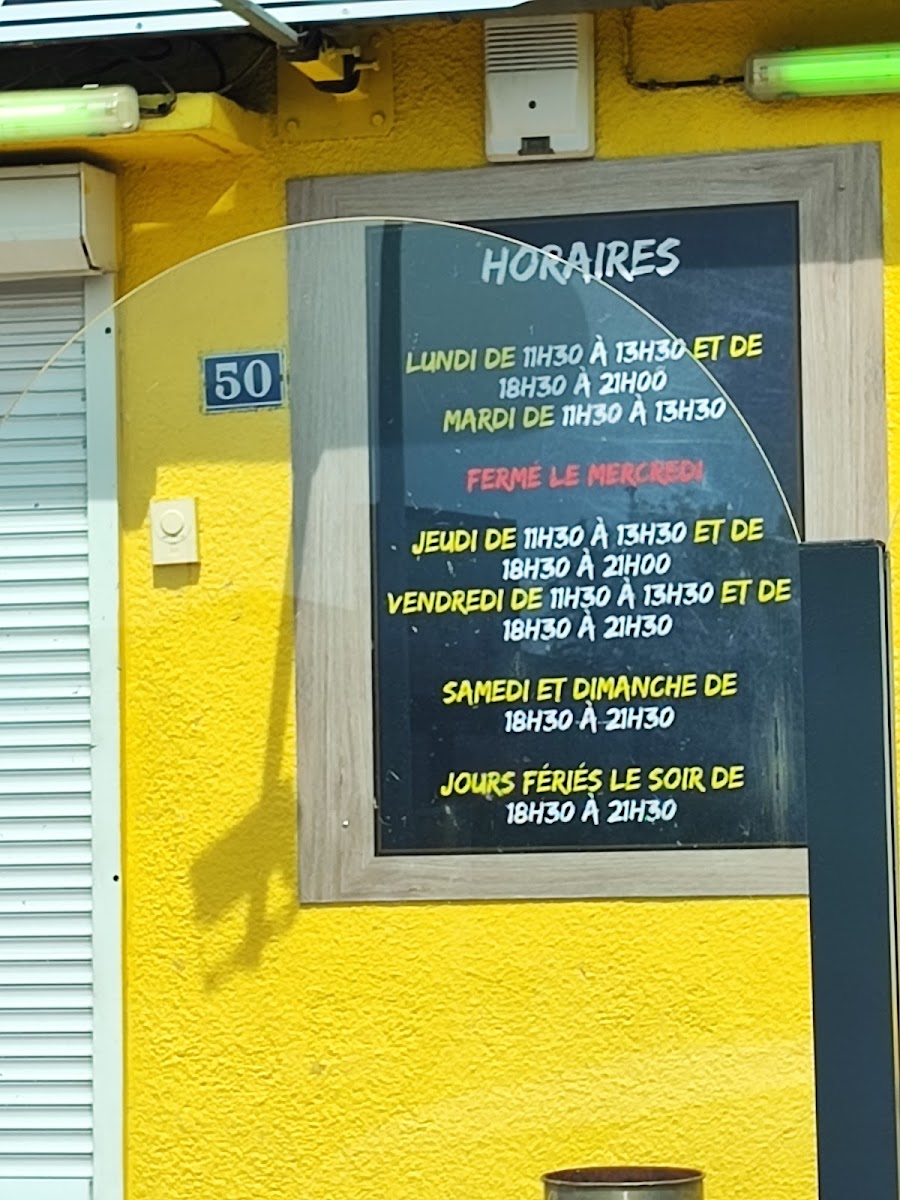 HORAIRES
LUNDI DE 11H30 À 13H30 ET DE
18H30 À 21H00
MARDI DE 11H30 À 13H30
FERMÉ LE MERCREDI
JEUDI DE 11H30 À 13H30 ET DE
18H30 À 21H00
VENDREDI DE 11H30 À 13H30 ET DE
18H30 À 21H30
SAMEDI ET DIMANCHE DE
18H30 À 21H30
JOURS FÉRIÉS LE SOIR DE
18H30 À 21H30
50